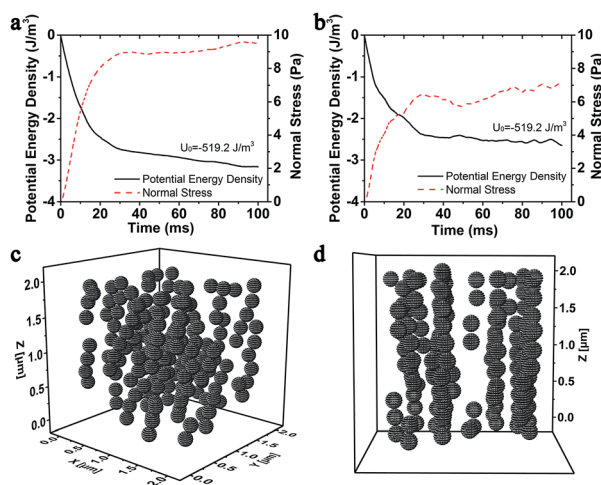 a
Potential Energy Density (J/m³)
0
-1
-2
-3
-4
U₀=-519.2 J/m³
Potential Energy Density
Normal Stress
0 20 40 60 80 100
Time (ms)
10
8
6
4
2
0
Normal Stress (Pa)
b
Potential Energy Density (J/m³)
0
-1
-2
-3
-4
U₀=-519.2 J/m³
Potential Energy Density
Normal Stress
0 20 40 60 80 100
Time (ms)
10
8
6
4
2
0
Normal Stress (Pa)
c
2.0
1.5
1.0
0.5
0.0
Z [μm]
0.0
0.5
1.0
1.5
2.0
X [μm]
0.0
0.5
1.0
1.5
2.0
Y [μm]
d
2.0
1.5
1.0
0.5
0.0
Z [μm]